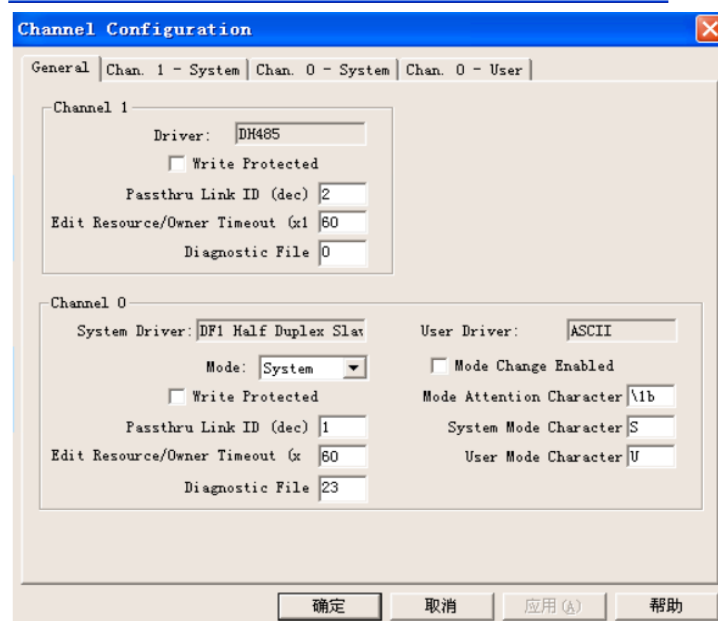 Channel Configuration
General Chan. 1 - System Chan. 0 - System Chan. 0 - User
Channel 1
Driver: DH485
Write Protected
Passthru Link ID (dec) 2
Edit Resource/Owner Timeout (x1 60
Diagnostic File 0
Channel 0
System Driver: DF1 Half Duplex Slav User Driver: ASCII
Mode: System Mode Change Enabled
Write Protected Mode Attention Character \1b
Passthru Link ID (dec) 1 System Mode Character S
Edit Resource/Owner Timeout (x 60 User Mode Character U
Diagnostic File 23
确定 取消 应用(A) 帮助